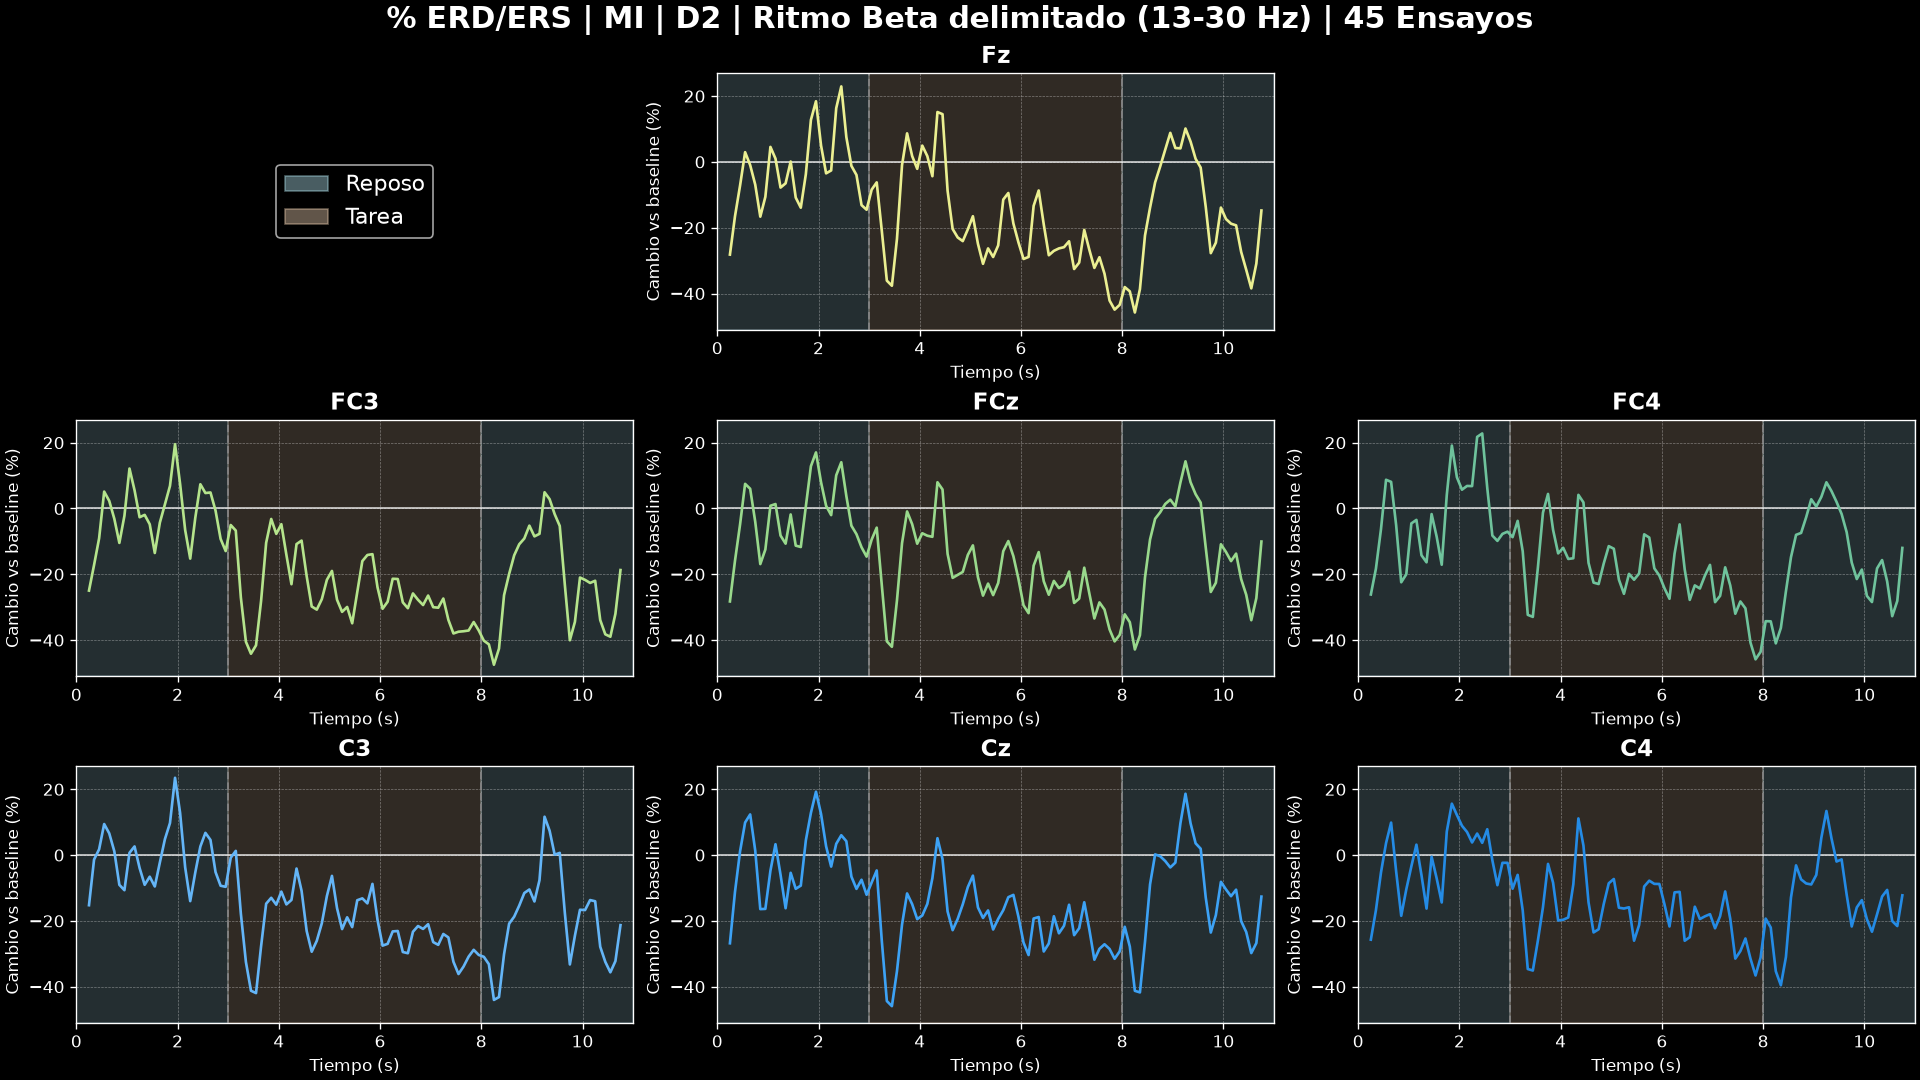 % ERD/ERS | MI | D2 | Ritmo Beta delimitado (13-30 Hz) | 45 Ensayos
Reposo
Tarea
Fz
Cambio vs baseline (%)
20
0
−20
−40
0 2 4 6 8 10
Tiempo (s)
FC3
Cambio vs baseline (%)
20
0
−20
−40
0 2 4 6 8 10
Tiempo (s)
FCz
Cambio vs baseline (%)
20
0
−20
−40
0 2 4 6 8 10
Tiempo (s)
FC4
Cambio vs baseline (%)
20
0
−20
−40
0 2 4 6 8 10
Tiempo (s)
C3
Cambio vs baseline (%)
20
0
−20
−40
0 2 4 6 8 10
Tiempo (s)
Cz
Cambio vs baseline (%)
20
0
−20
−40
0 2 4 6 8 10
Tiempo (s)
C4
Cambio vs baseline (%)
20
0
−20
−40
0 2 4 6 8 10
Tiempo (s)